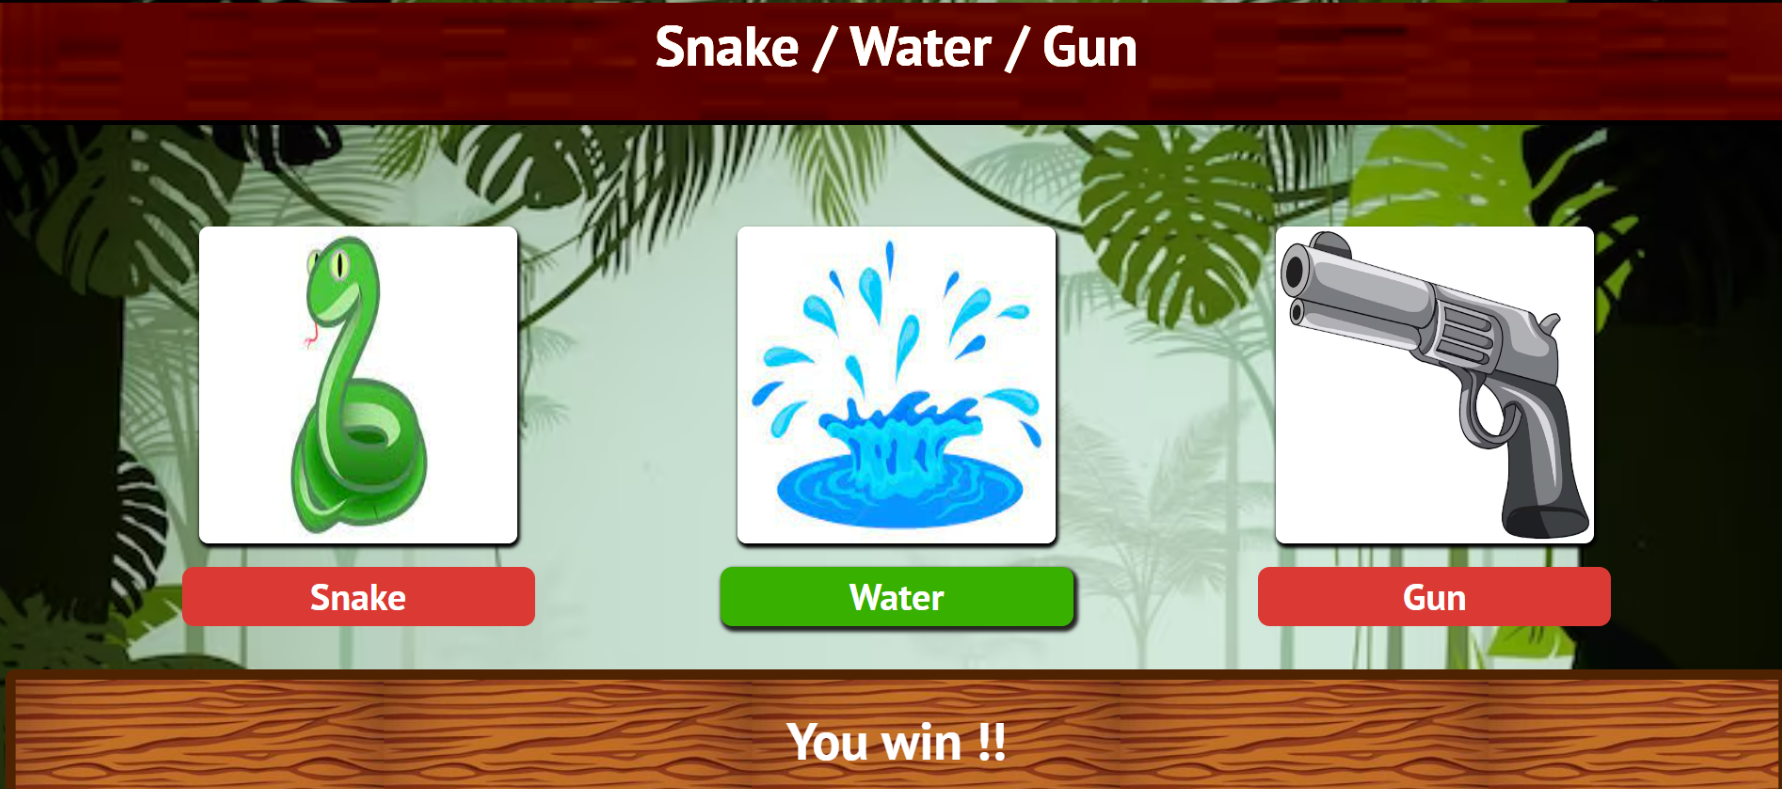 Snake / Water / Gun
Snake
Water
Gun
You win !!